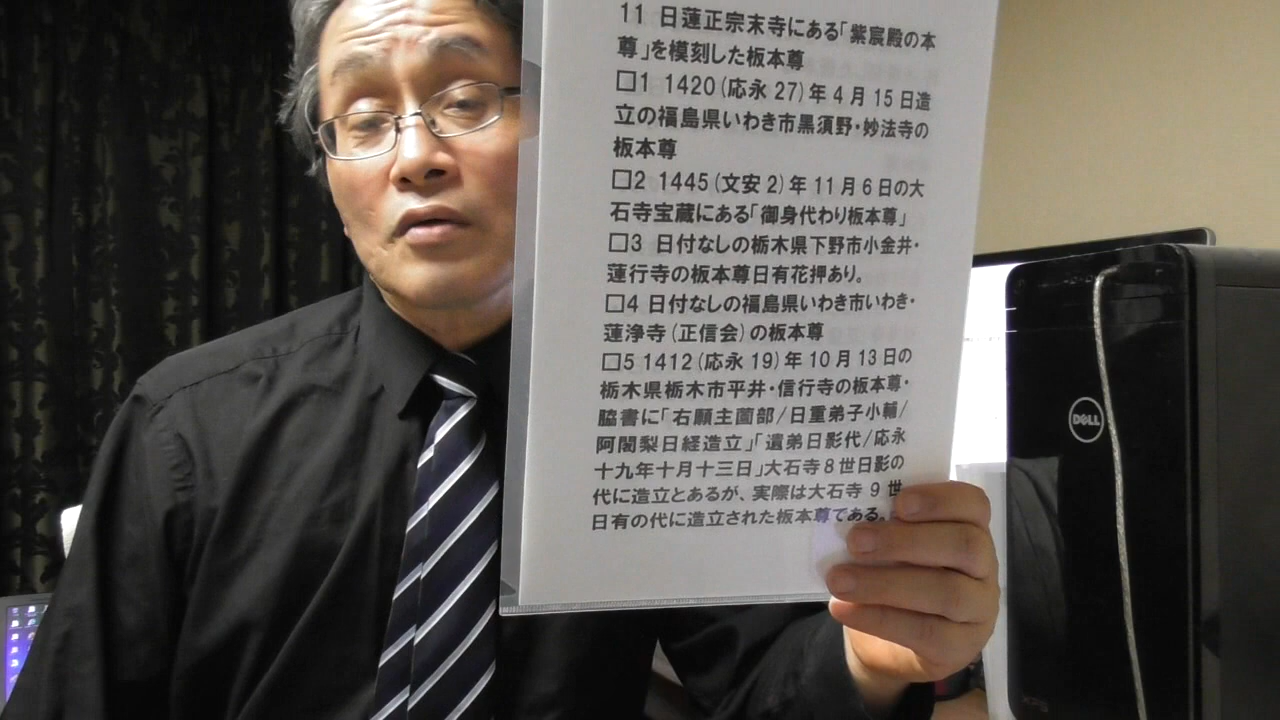 11 日蓮正宗末寺にある「紫宸殿の本
尊」を模刻した板本尊
□1 1420(応永27)年4月15日造
立の福島県いわき市黒須野・妙法寺の
板本尊
□2 1445(文安2)年11月6日の大
石寺宝蔵にある「御身代わり板本尊」
□3 日付なしの栃木県下野市小金井・
蓮行寺の板本尊日有花押あり。
□4 日付なしの福島県いわき市いわき・
蓮浄寺(正信会)の板本尊
□5 1412(応永19)年10月13日の
栃木県栃木市平井・信行寺の板本尊・
脇書に「右願主薗部/日重弟子小輔/
阿闍梨日経造立」「遺弟日影代/応永
十九年十月十三日」大石寺8世日影の
代に造立とあるが、実際は大石寺9世
日有の代に造立された板本尊である。
DELL